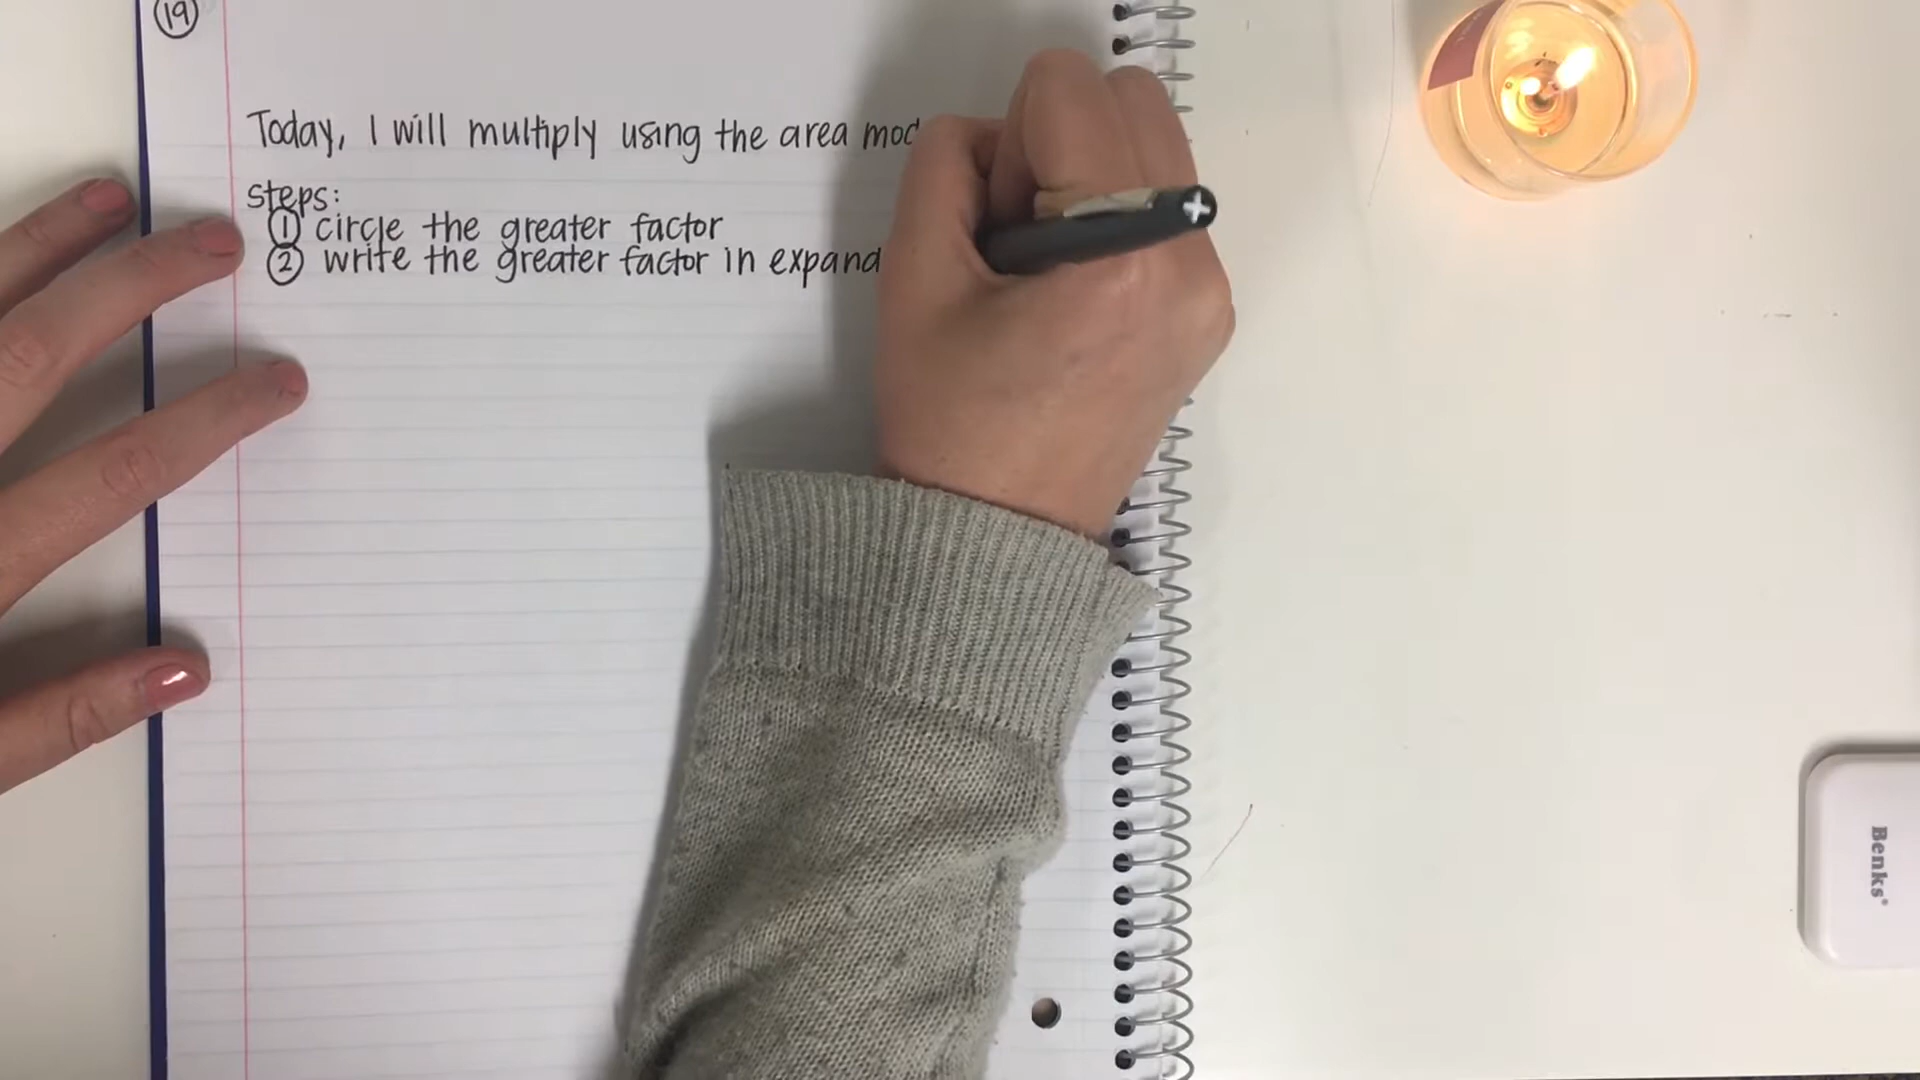 19
Today, I will multiply using the area mod
steps:
① circle the greater factor
② write the greater factor in expand
Benks®